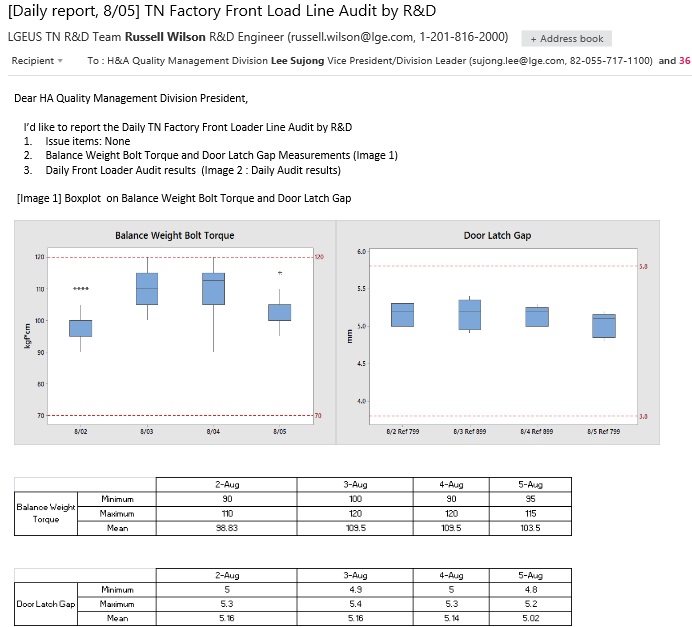 [Daily report, 8/05] TN Factory Front Load Line Audit by R&D
LGEUS TN R&D Team Russell Wilson R&D Engineer (russell.wilson@lge.com, 1-201-816-2000) + Address book
Recipient To : H&A Quality Management Division Lee Sujong Vice President/Division Leader (sujong.lee@lge.com, 82-055-717-1100) and 36
Dear HA Quality Management Division President,
I'd like to report the Daily TN Factory Front Loader Line Audit by R&D
1. Issue items: None
2. Balance Weight Bolt Torque and Door Latch Gap Measurements (Image 1)
3. Daily Front Loader Audit results (Image 2 : Daily Audit results)
[Image 1] Boxplot on Balance Weight Bolt Torque and Door Latch Gap
Balance Weight Bolt Torque
120
110
100
90
80
70
kgf*cm
120
70
8/02 8/03 8/04 8/05
Door Latch Gap
6.0
5.5
5.0
4.5
4.0
mm
5.8
3.8
8/2 Ref 799 8/3 Ref 899 8/4 Ref 899 8/5 Ref 799
2-Aug 3-Aug 4-Aug 5-Aug
Balance Weight Torque
Minimum 90 100 90 95
Maximum 110 120 120 115
Mean 98.83 109.5 109.5 103.5
2-Aug 3-Aug 4-Aug 5-Aug
Door Latch Gap
Minimum 5 4.9 5 4.8
Maximum 5.3 5.4 5.3 5.2
Mean 5.16 5.16 5.14 5.02